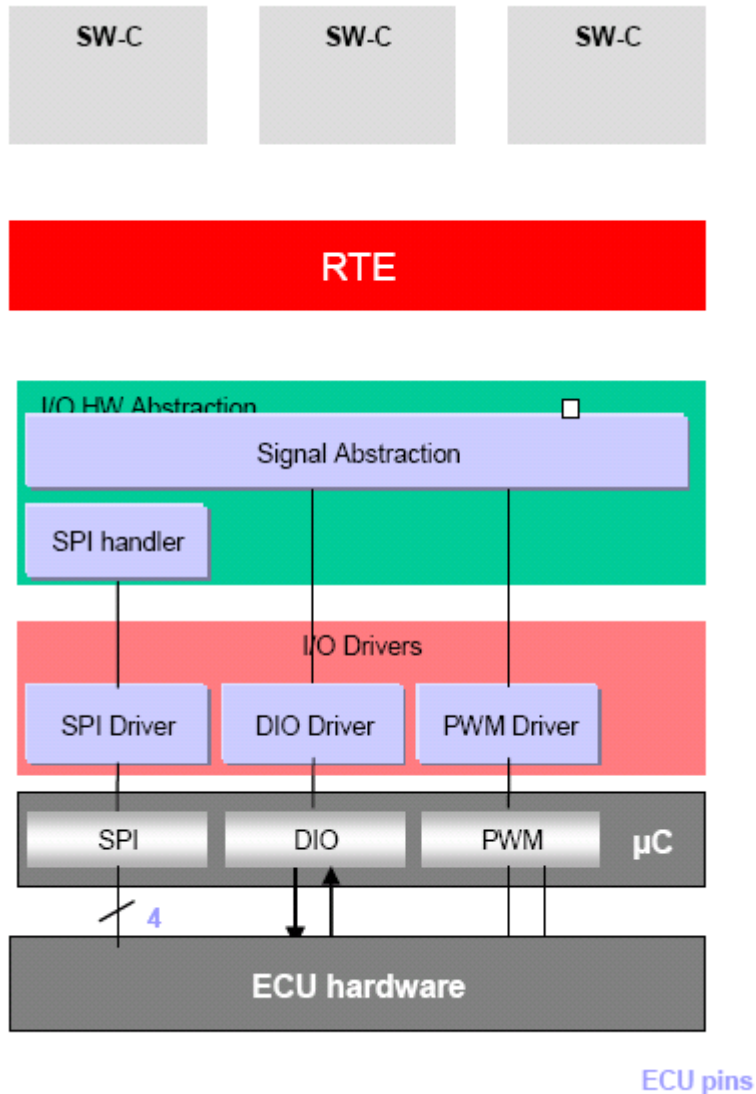 SW-C SW-C SW-C
RTE
I/O HW Abstraction
Signal Abstraction
SPI handler
I/O Drivers
SPI Driver DIO Driver PWM Driver
SPI DIO PWM µC
4
ECU hardware
ECU pins